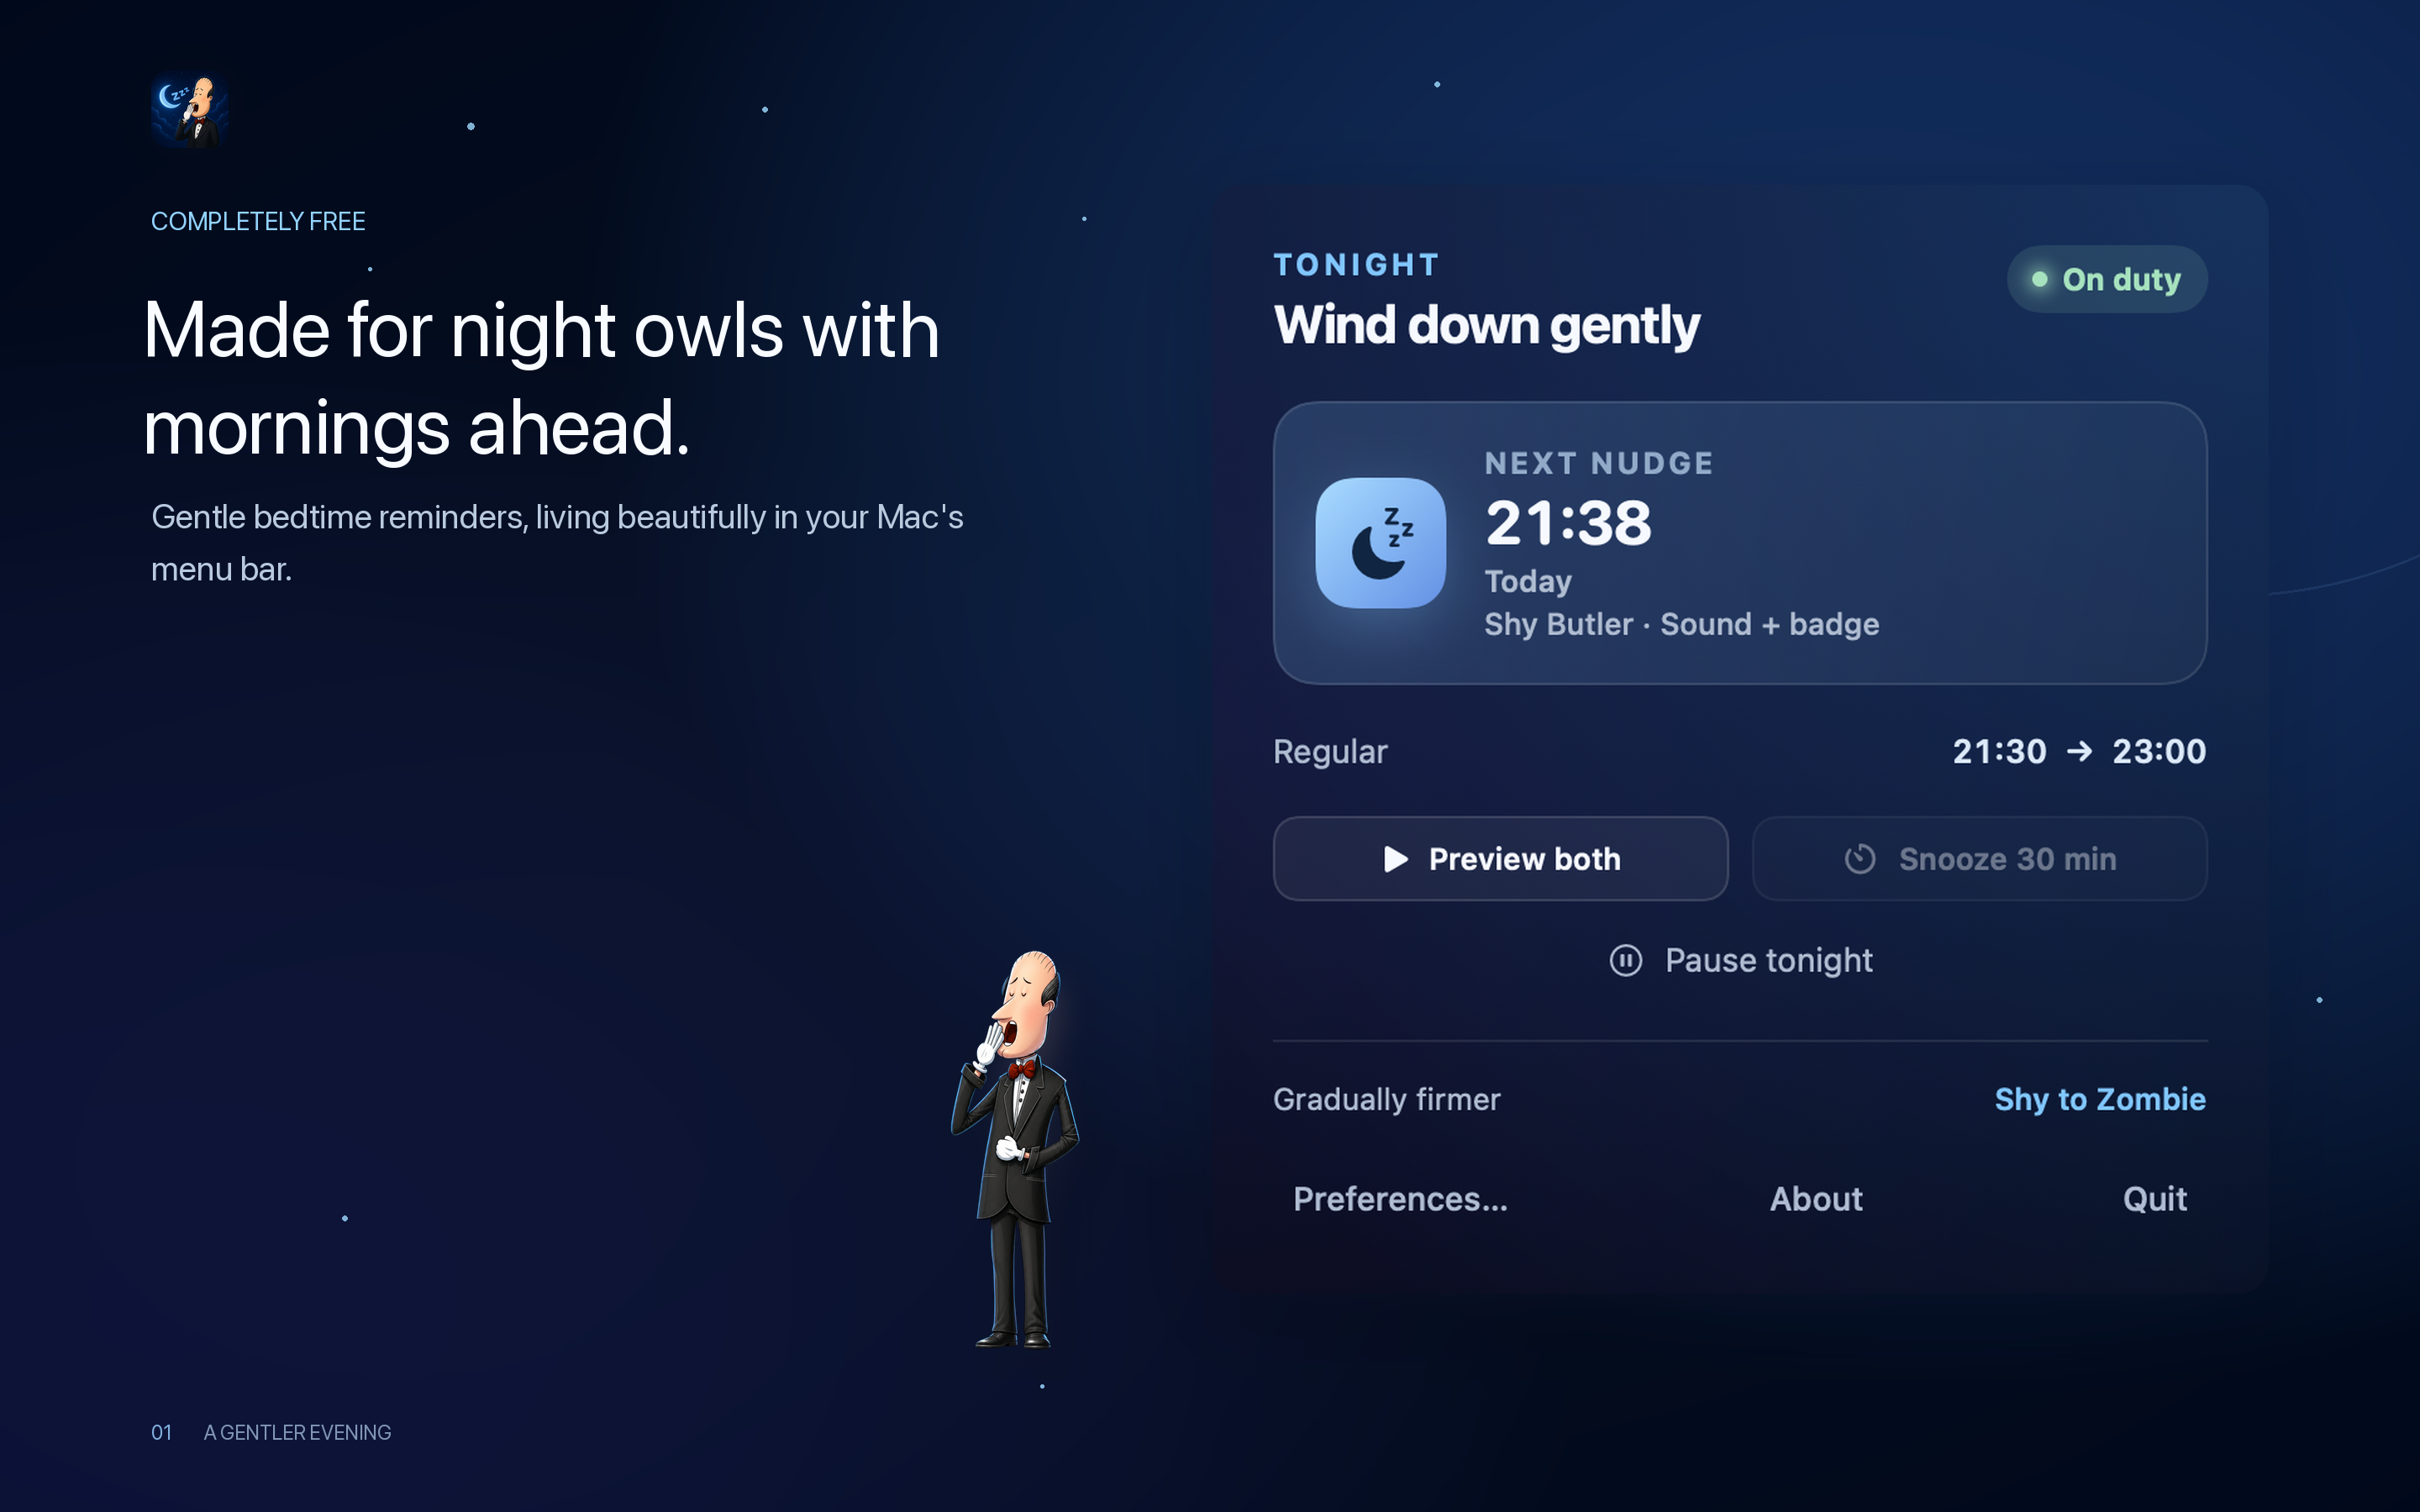 zzz
COMPLETELY FREE
Made for night owls with
mornings ahead.
Gentle bedtime reminders, living beautifully in your Mac's
menu bar.
01 A GENTLER EVENING
TONIGHT
Wind down gently
On duty
zzz
NEXT NUDGE
21:38
Today
Shy Butler · Sound + badge
Regular 21:30 → 23:00
Preview both
Snooze 30 min
Pause tonight
Gradually firmer Shy to Zombie
Preferences... About Quit